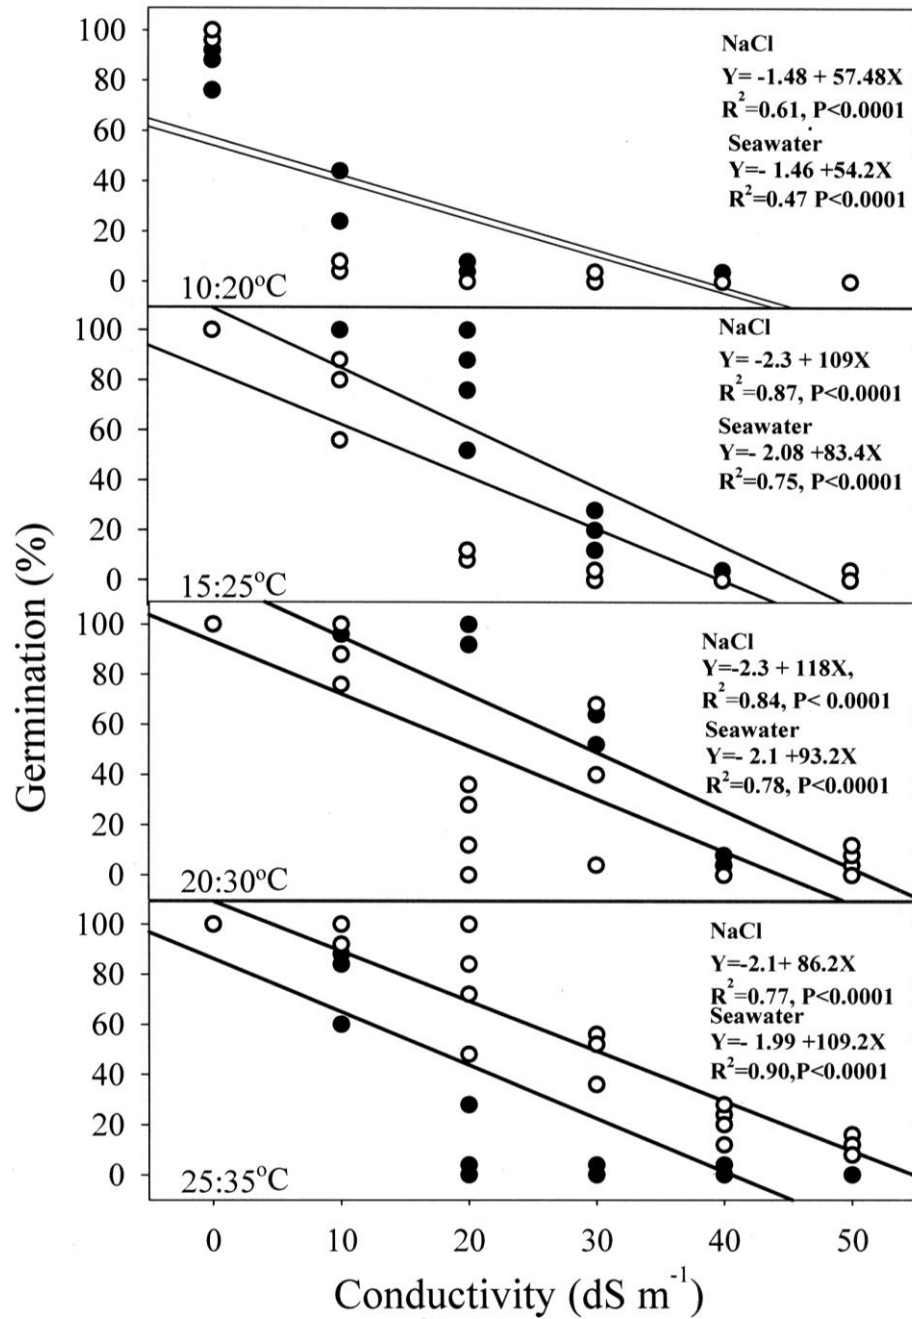 Germination (%)
100
80
60
40
20
0
NaCl
Y= -1.48 + 57.48X
R²=0.61, P<0.0001
Seawater
Y=- 1.46 +54.2X
R²=0.47 P<0.0001
10:20°C
100
80
60
40
20
0
NaCl
Y= -2.3 + 109X
R²=0.87, P<0.0001
Seawater
Y=- 2.08 +83.4X
R²=0.75, P<0.0001
15:25°C
100
80
60
40
20
0
NaCl
Y=-2.3 + 118X,
R²=0.84, P< 0.0001
Seawater
Y=- 2.1 +93.2X
R²=0.78, P<0.0001
20:30°C
100
80
60
40
20
0
NaCl
Y=-2.1+ 86.2X
R²=0.77, P<0.0001
Seawater
Y=- 1.99 +109.2X
R²=0.90,P<0.0001
25:35°C
0 10 20 30 40 50
Conductivity (dS m⁻¹)